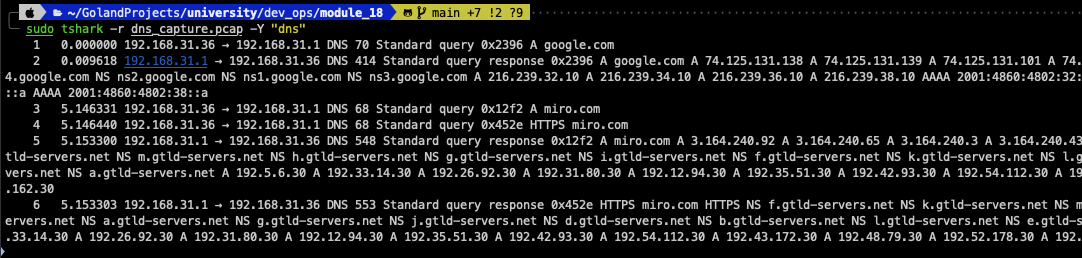 ~/GolandProjects/university/dev_ops/module_18 main +7 !2 ?9
sudo tshark -r dns_capture.pcap -Y "dns"
1 0.000000 192.168.31.36 → 192.168.31.1 DNS 70 Standard query 0x2396 A google.com
2 0.009618 192.168.31.1 → 192.168.31.36 DNS 414 Standard query response 0x2396 A google.com A 74.125.131.138 A 74.125.131.139 A 74.125.131.101 A 74.
4.google.com NS ns2.google.com NS ns1.google.com NS ns3.google.com A 216.239.32.10 A 216.239.34.10 A 216.239.36.10 A 216.239.38.10 AAAA 2001:4860:4802:32:
::a AAAA 2001:4860:4802:38::a
3 5.146331 192.168.31.36 → 192.168.31.1 DNS 68 Standard query 0x12f2 A miro.com
4 5.146440 192.168.31.36 → 192.168.31.1 DNS 68 Standard query 0x452e HTTPS miro.com
5 5.153300 192.168.31.1 → 192.168.31.36 DNS 548 Standard query response 0x12f2 A miro.com A 3.164.240.92 A 3.164.240.65 A 3.164.240.3 A 3.164.240.43
tld-servers.net NS m.gtld-servers.net NS h.gtld-servers.net NS g.gtld-servers.net NS i.gtld-servers.net NS f.gtld-servers.net NS k.gtld-servers.net NS l.g
vers.net NS a.gtld-servers.net A 192.5.6.30 A 192.33.14.30 A 192.26.92.30 A 192.31.80.30 A 192.12.94.30 A 192.35.51.30 A 192.42.93.30 A 192.54.112.30 A 19
.162.30
6 5.153303 192.168.31.1 → 192.168.31.36 DNS 553 Standard query response 0x452e HTTPS miro.com HTTPS NS f.gtld-servers.net NS k.gtld-servers.net NS m
ervers.net NS a.gtld-servers.net NS g.gtld-servers.net NS j.gtld-servers.net NS d.gtld-servers.net NS b.gtld-servers.net NS l.gtld-servers.net NS e.gtld-s
.33.14.30 A 192.26.92.30 A 192.31.80.30 A 192.12.94.30 A 192.35.51.30 A 192.42.93.30 A 192.54.112.30 A 192.43.172.30 A 192.48.79.30 A 192.52.178.30 A 192.